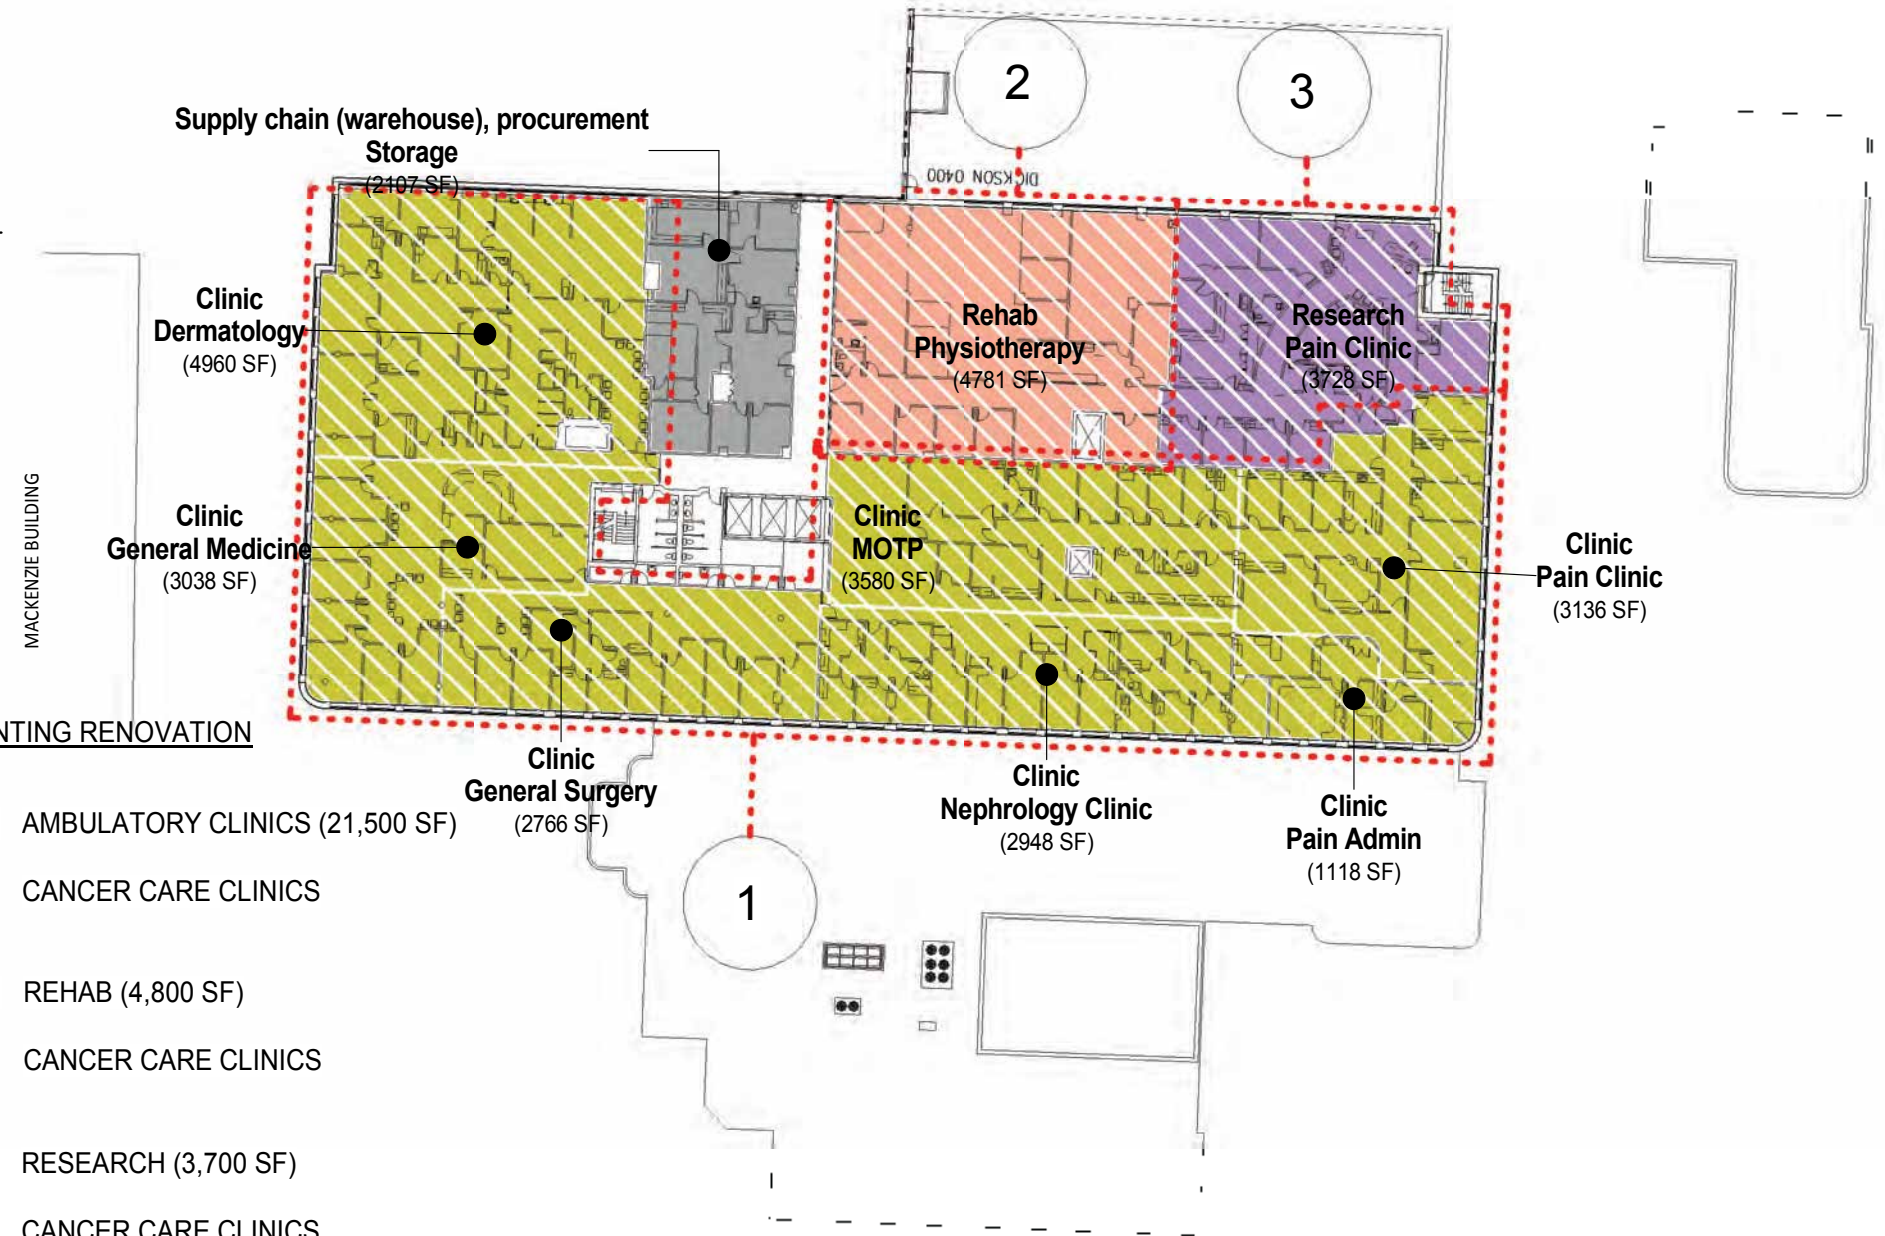 2
3
DICKSON 0400
Supply chain (warehouse), procurement
Storage
(2107 SF)
Clinic
Dermatology
(4960 SF)
Rehab
Physiotherapy
(4781 SF)
Research
Pain Clinic
(3728 SF)
MACKENZIE BUILDING
Clinic
General Medicine
(3038 SF)
Clinic
MOTP
(3580 SF)
Clinic
Pain Clinic
(3136 SF)
NTING RENOVATION
Clinic
General Surgery
(2766 SF)
Clinic
Nephrology Clinic
(2948 SF)
Clinic
Pain Admin
(1118 SF)
1
AMBULATORY CLINICS (21,500 SF)
CANCER CARE CLINICS
REHAB (4,800 SF)
CANCER CARE CLINICS
RESEARCH (3,700 SF)
CANCER CARE CLINICS